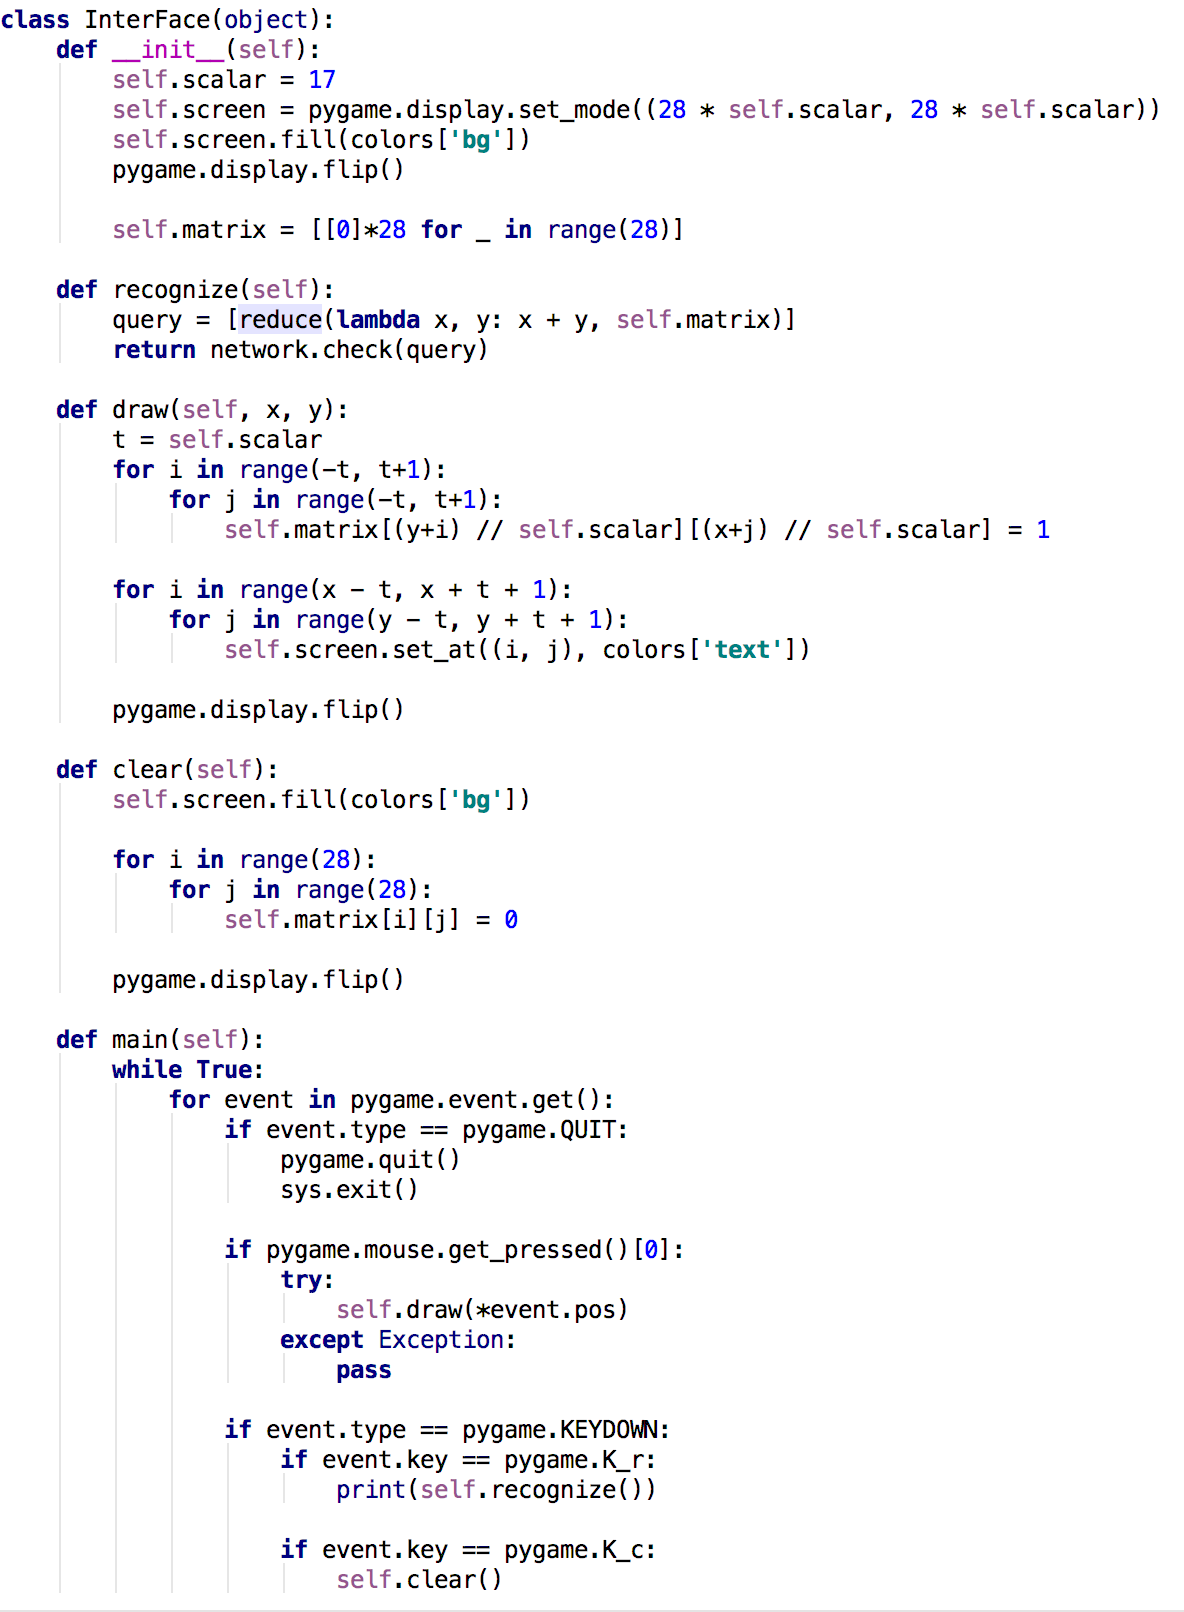 class InterFace(object):
    def __init__(self):
        self.scalar = 17
        self.screen = pygame.display.set_mode((28 * self.scalar, 28 * self.scalar))
        self.screen.fill(colors['bg'])
        pygame.display.flip()

        self.matrix = [[0]*28 for _ in range(28)]

    def recognize(self):
        query = [reduce(lambda x, y: x + y, self.matrix)]
        return network.check(query)

    def draw(self, x, y):
        t = self.scalar
        for i in range(-t, t+1):
            for j in range(-t, t+1):
                self.matrix[(y+i) // self.scalar][(x+j) // self.scalar] = 1

        for i in range(x - t, x + t + 1):
            for j in range(y - t, y + t + 1):
                self.screen.set_at((i, j), colors['text'])

        pygame.display.flip()

    def clear(self):
        self.screen.fill(colors['bg'])

        for i in range(28):
            for j in range(28):
                self.matrix[i][j] = 0

        pygame.display.flip()

    def main(self):
        while True:
            for event in pygame.event.get():
                if event.type == pygame.QUIT:
                    pygame.quit()
                    sys.exit()

                if pygame.mouse.get_pressed()[0]:
                    try:
                        self.draw(*event.pos)
                    except Exception:
                        pass

                if event.type == pygame.KEYDOWN:
                    if event.key == pygame.K_r:
                        print(self.recognize())

                    if event.key == pygame.K_c:
                        self.clear()